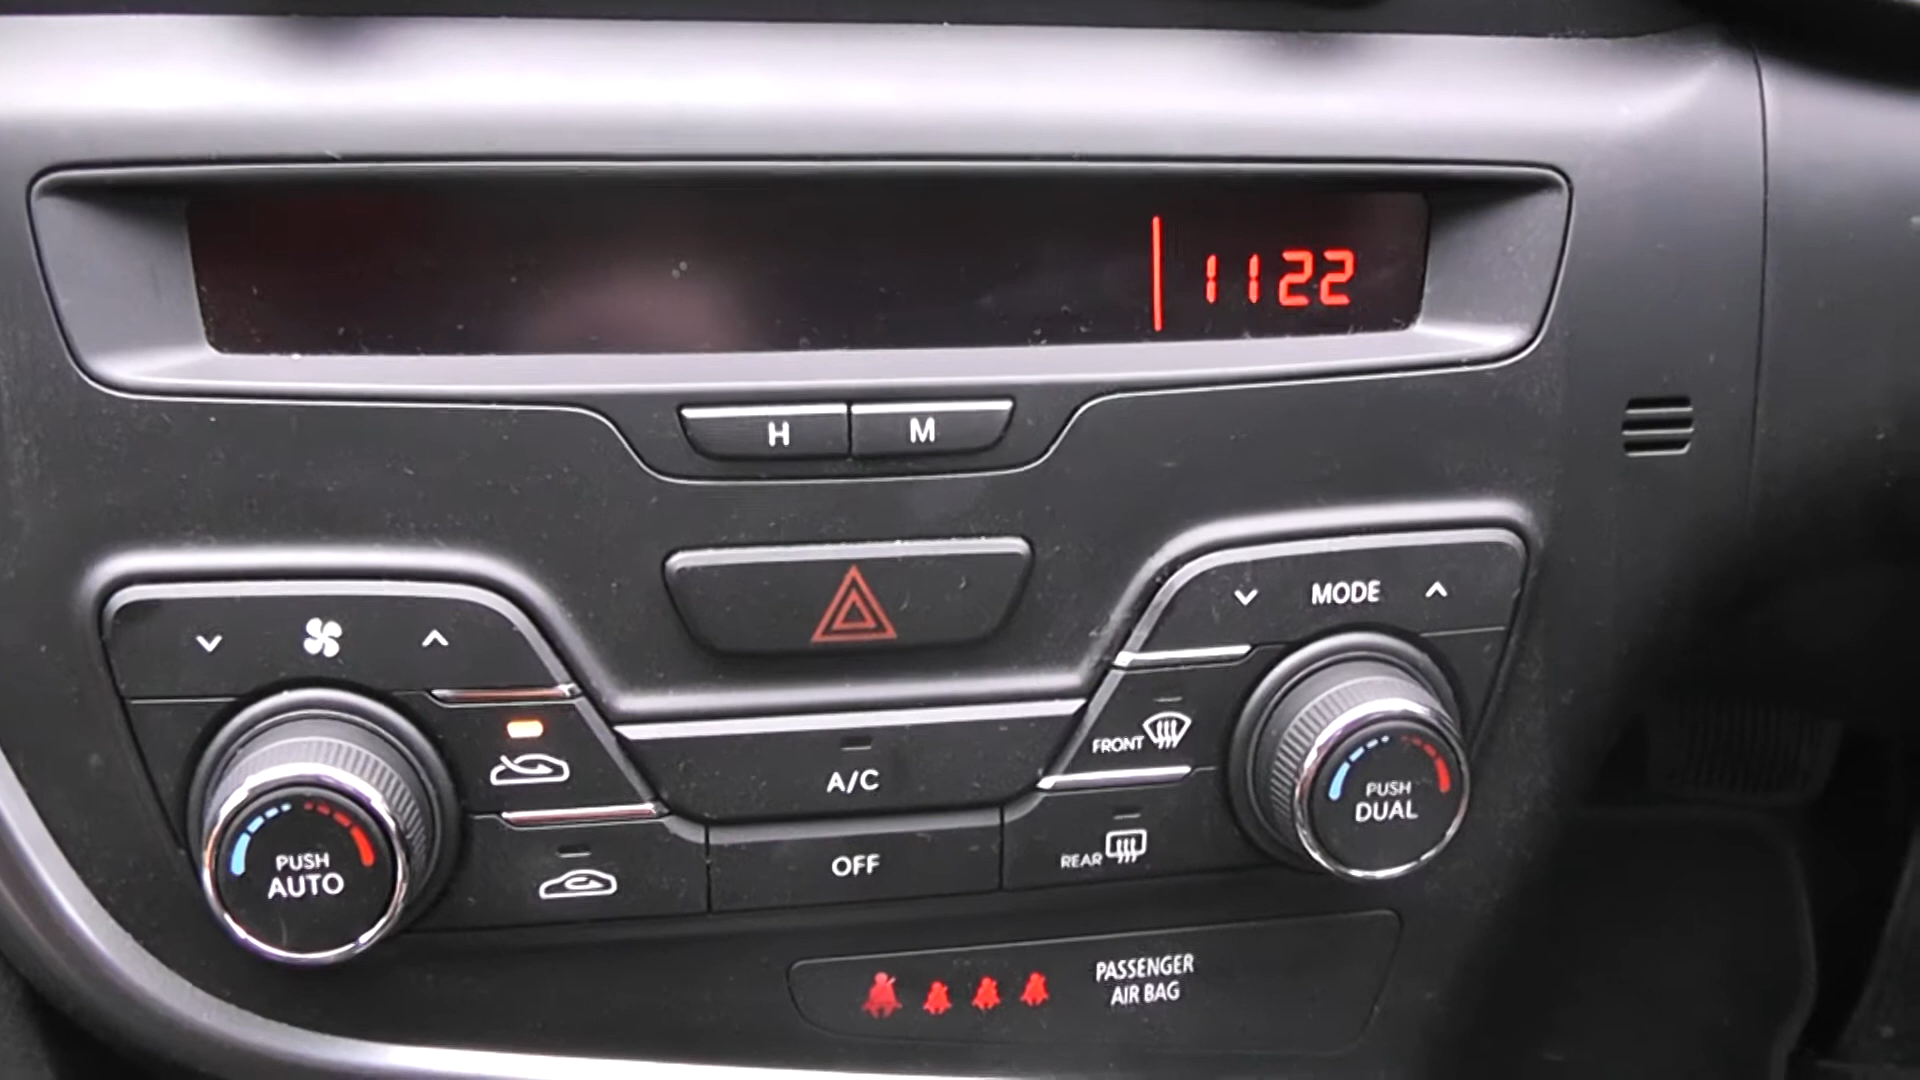 1122
H M
MODE
FRONT
A/C
PUSH
DUAL
PUSH
AUTO
OFF
REAR
PASSENGER
AIR BAG